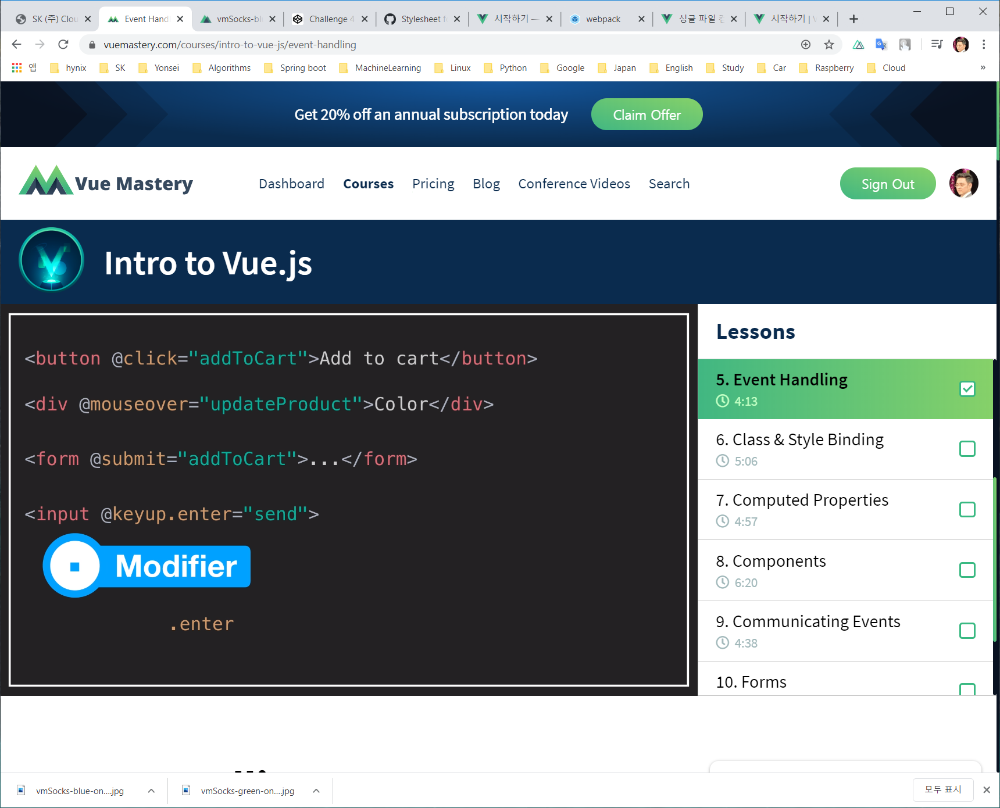 SK (주) Clou
Event Handl
vmSocks-bl
Challenge 4
Stylesheet f
시작하기 —
webpack
싱글 파일 컴
시작하기 | V
vuemastery.com/courses/intro-to-vue-js/event-handling
앱 hynix SK Yonsei Algorithms Spring boot MachineLearning Linux Python Google Japan English Study Car Raspberry Cloud »
Get 20% off an annual subscription today
Claim Offer
Vue Mastery
Dashboard Courses Pricing Blog Conference Videos Search
Sign Out
Intro to Vue.js
<button @click="addToCart">Add to cart</button>
<div @mouseover="updateProduct">Color</div>
<form @submit="addToCart">...</form>
<input @keyup.enter="send">
Modifier
.enter
Lessons
5. Event Handling
4:13
6. Class & Style Binding
5:06
7. Computed Properties
4:57
8. Components
6:20
9. Communicating Events
4:38
10. Forms
vmSocks-blue-on....jpg
vmSocks-green-on....jpg
모두 표시